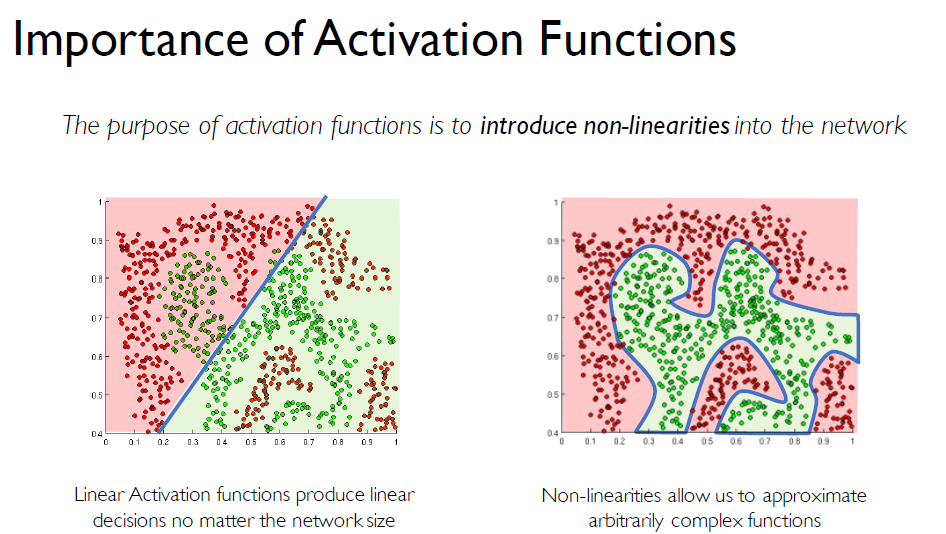 Importance of Activation Functions
The purpose of activation functions is to introduce non-linearities into the network
1
0.9
0.8
0.7
0.6
0.5
0.4
0 0.1 0.2 0.3 0.4 0.5 0.6 0.7 0.8 0.9 1
1
0.9
0.8
0.7
0.6
0.5
0.4
0 0.1 0.2 0.3 0.4 0.5 0.6 0.7 0.8 0.9 1
Linear Activation functions produce linear
decisions no matter the network size
Non-linearities allow us to approximate
arbitrarily complex functions